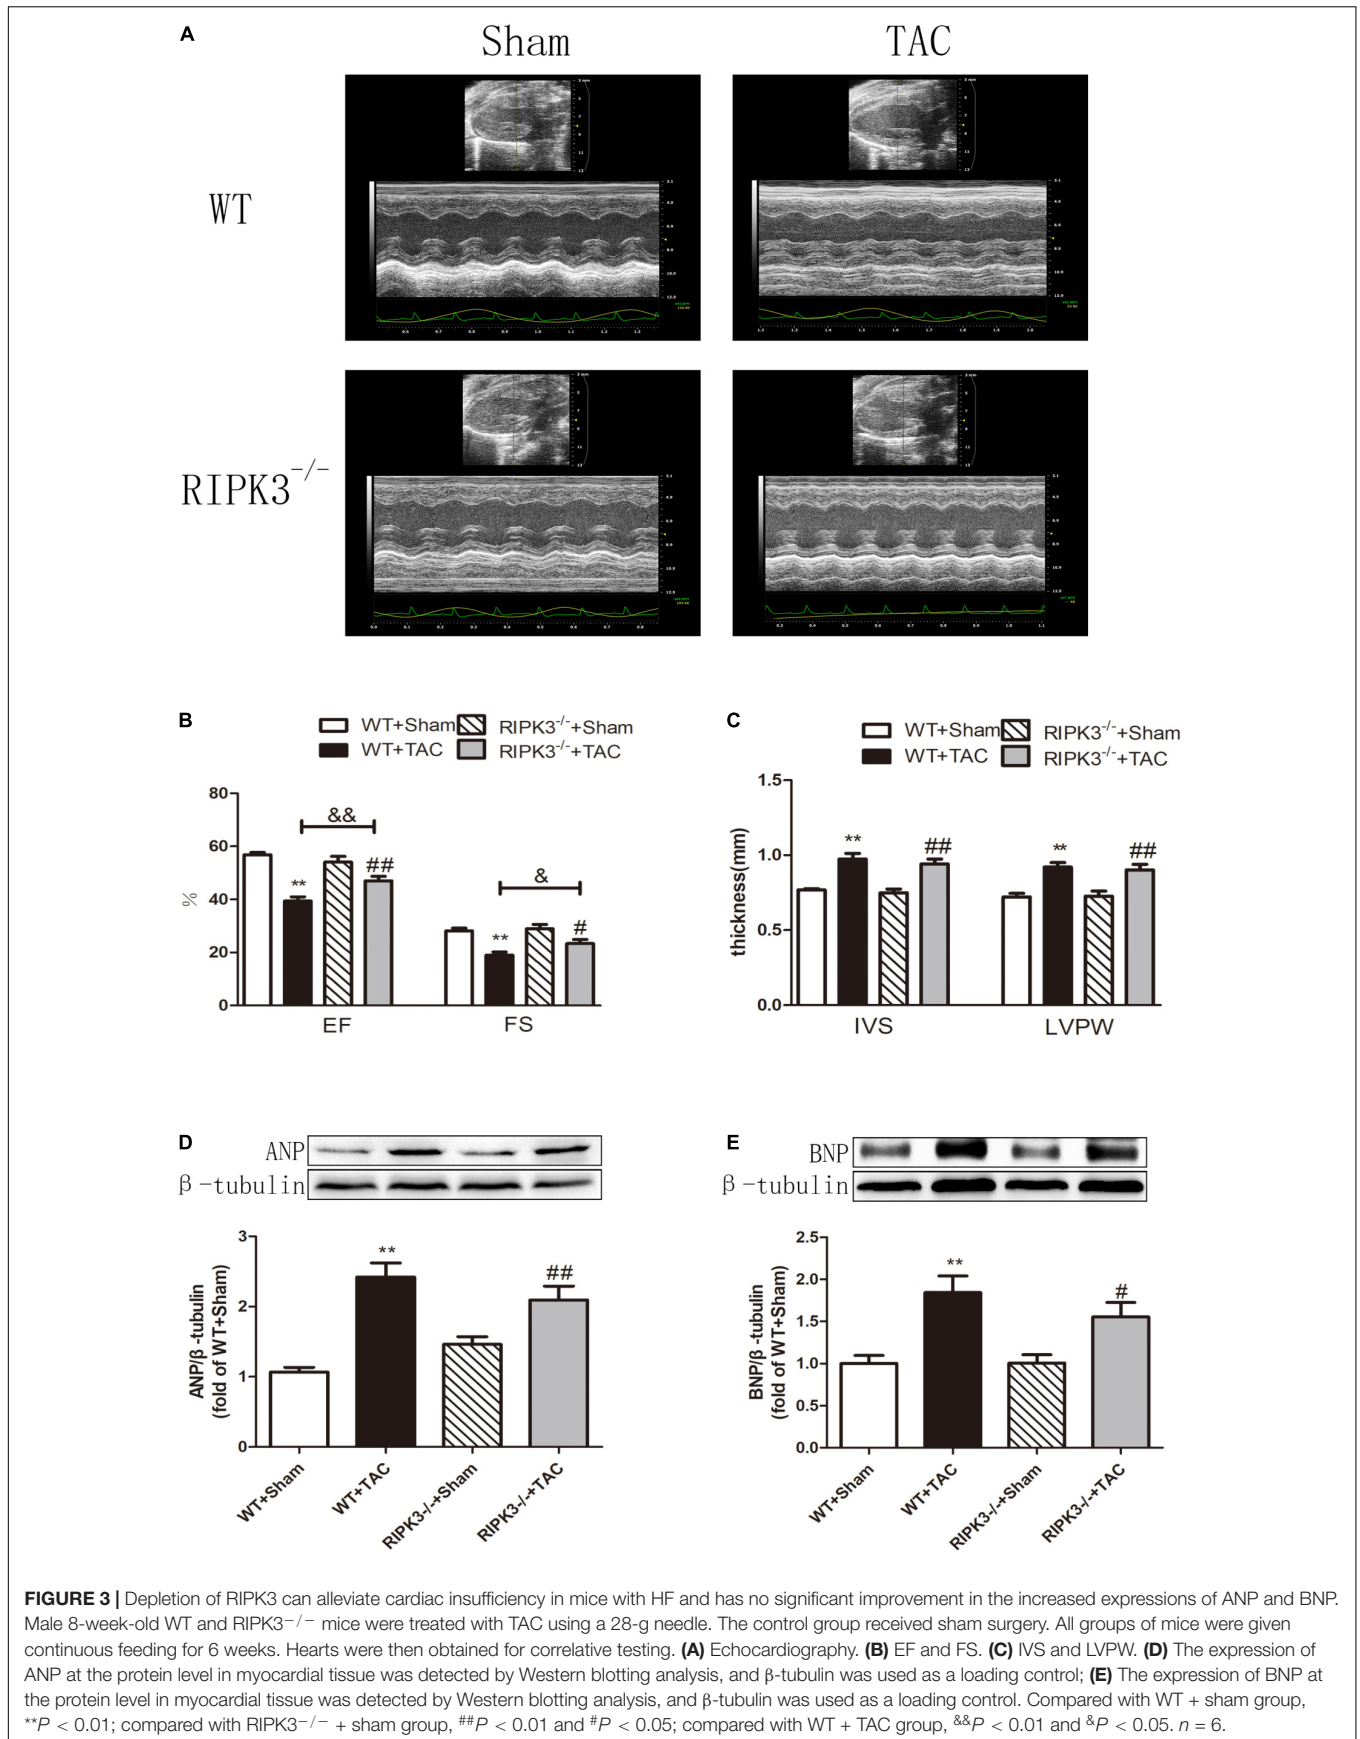 A
Sham
TAC
WT
RIPK3-/-
B
WT+Sham
RIPK3-/-+Sham
WT+TAC
RIPK3-/-+TAC
80
60
40
20
0
%
&&
**
##
&
**
#
EF
FS
C
WT+Sham
RIPK3-/-+Sham
WT+TAC
RIPK3-/-+TAC
1.5
1.0
0.5
0.0
thickness(mm)
**
##
**
##
IVS
LVPW
D
ANP
β-tubulin
3
2
1
0
ANP/β-tubulin
(fold of WT+Sham)
**
##
WT+Sham
WT+TAC
RIPK3-/-+Sham
RIPK3-/-+TAC
E
BNP
β-tubulin
2.5
2.0
1.5
1.0
0.5
0.0
BNP/β-tubulin
(fold of WT+Sham)
**
#
WT+Sham
WT+TAC
RIPK3-/-+Sham
RIPK3-/-+TAC
FIGURE 3 | Depletion of RIPK3 can alleviate cardiac insufficiency in mice with HF and has no significant improvement in the increased expressions of ANP and BNP.
Male 8-week-old WT and RIPK3−/− mice were treated with TAC using a 28-g needle. The control group received sham surgery. All groups of mice were given
continuous feeding for 6 weeks. Hearts were then obtained for correlative testing. (A) Echocardiography. (B) EF and FS. (C) IVS and LVPW. (D) The expression of
ANP at the protein level in myocardial tissue was detected by Western blotting analysis, and β-tubulin was used as a loading control; (E) The expression of BNP at
the protein level in myocardial tissue was detected by Western blotting analysis, and β-tubulin was used as a loading control. Compared with WT + sham group,
**P < 0.01; compared with RIPK3−/− + sham group, ##P < 0.01 and #P < 0.05; compared with WT + TAC group, &&P < 0.01 and &P < 0.05. n = 6.